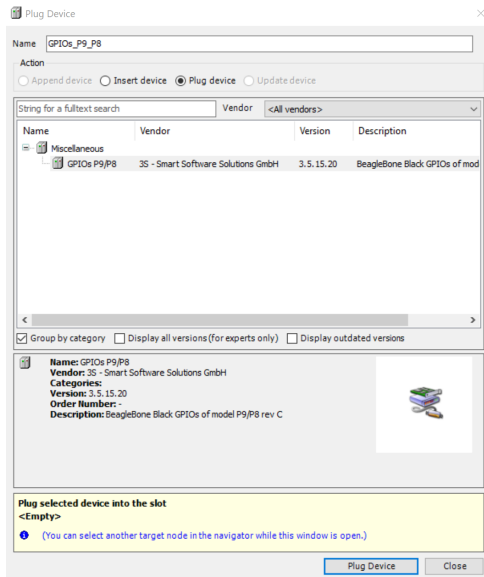 Plug Device
Name GPIOs_P9_P8
Action
Append device Insert device Plug device Update device
String for a fulltext search Vendor <All vendors>
Name Vendor Version Description
Miscellaneous
GPIOs P9/P8 3S - Smart Software Solutions GmbH 3.5.15.20 BeagleBone Black GPIOs of mod
Group by category Display all versions (for experts only) Display outdated versions
Name: GPIOs P9/P8
Vendor: 3S - Smart Software Solutions GmbH
Categories:
Version: 3.5.15.20
Order Number: -
Description: BeagleBone Black GPIOs of model P9/P8 rev C
Plug selected device into the slot
<Empty>
(You can select another target node in the navigator while this window is open.)
Plug Device Close